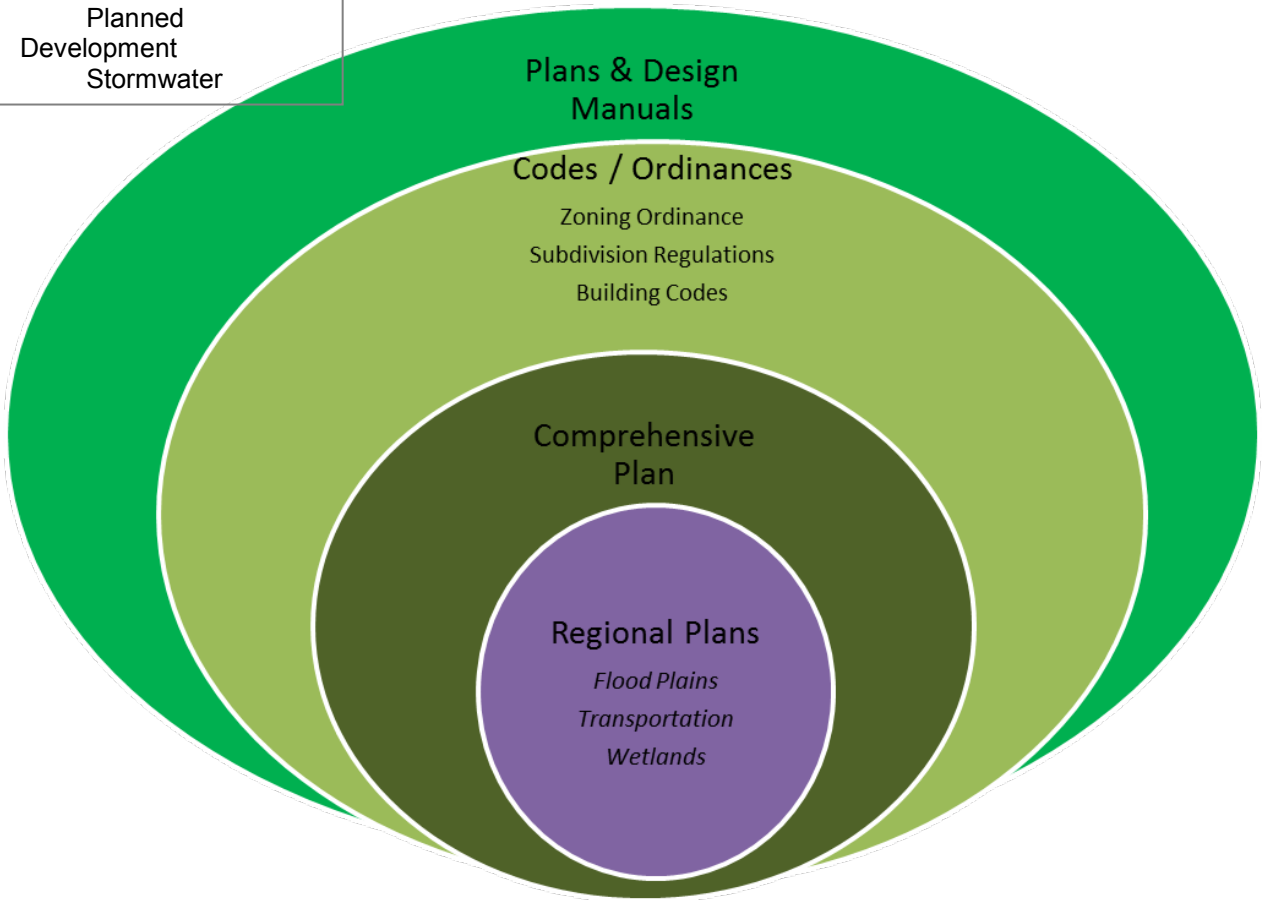 Planned
Development
Stormwater
Plans & Design
Manuals
Codes / Ordinances
Zoning Ordinance
Subdivision Regulations
Building Codes
Comprehensive
Plan
Regional Plans
Flood Plains
Transportation
Wetlands